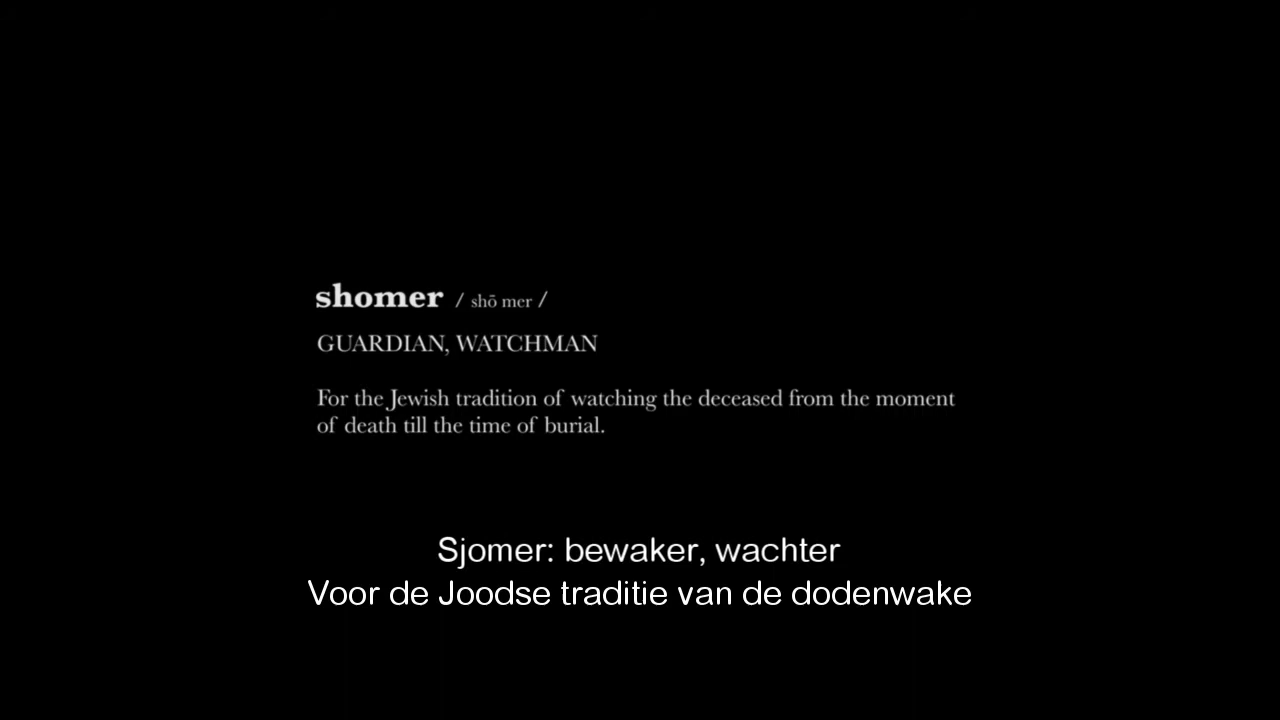 shomer / shō mer /
GUARDIAN, WATCHMAN
For the Jewish tradition of watching the deceased from the moment
of death till the time of burial.
Sjomer: bewaker, wachter
Voor de Joodse traditie van de dodenwake